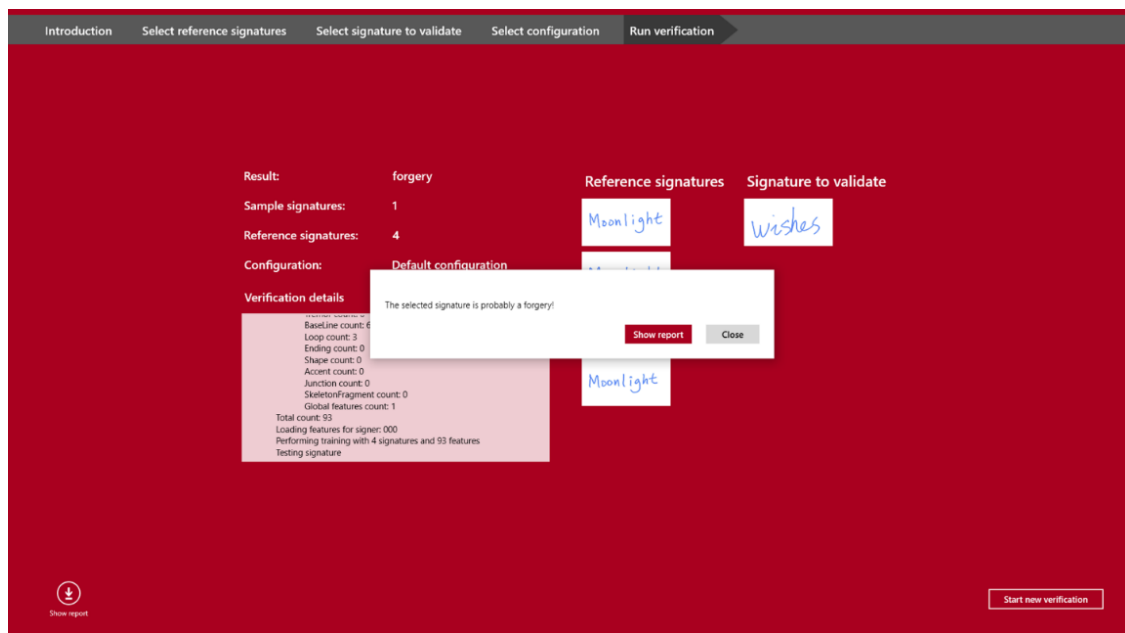 Introduction
Select reference signatures
Select signature to validate
Select configuration
Run verification
Result: forgery
Sample signatures: 1
Reference signatures: 4
Configuration: Default configuration
Verification details
BaseLine count: 6
Loop count: 3
Ending count: 0
Shape count: 0
Accent count: 0
Junction count: 0
SkeletonFragment count: 0
Global features count: 1
Total count: 93
Loading features for signer: 000
Performing training with 4 signatures and 93 features
Testing signature
Reference signatures
Moonlight
Moonlight
Signature to validate
Wishes
The selected signature is probably a forgery!
Show report
Close
Show report
Start new verification